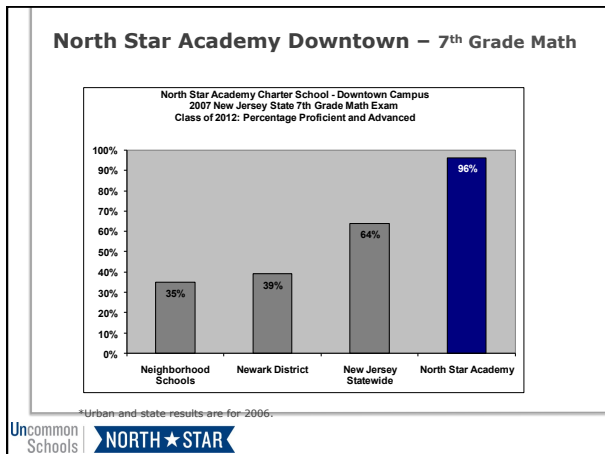 North Star Academy Downtown – 7th Grade Math
North Star Academy Charter School - Downtown Campus
2007 New Jersey State 7th Grade Math Exam
Class of 2012: Percentage Proficient and Advanced
100%
90%
80%
70%
60%
50%
40%
30%
20%
10%
0%
35%
39%
64%
96%
Neighborhood
Schools
Newark District
New Jersey
Statewide
North Star Academy
*Urban and state results are for 2006.
Uncommon
Schools
NORTH★STAR